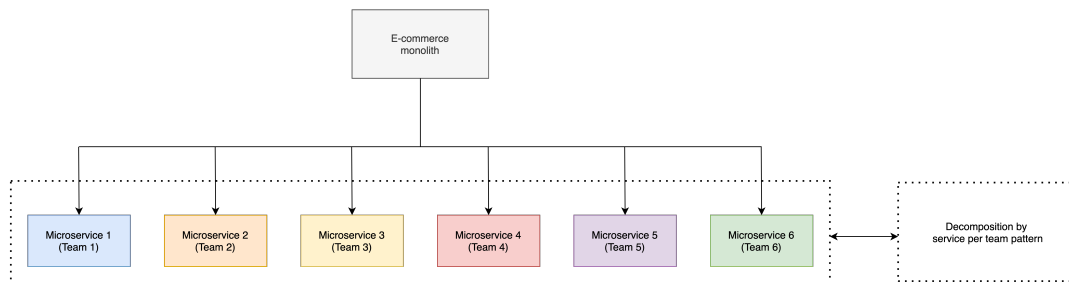 E-commerce
monolith
Microservice 1
(Team 1)
Microservice 2
(Team 2)
Microservice 3
(Team 3)
Microservice 4
(Team 4)
Microservice 5
(Team 5)
Microservice 6
(Team 6)
Decomposition by
service per team pattern